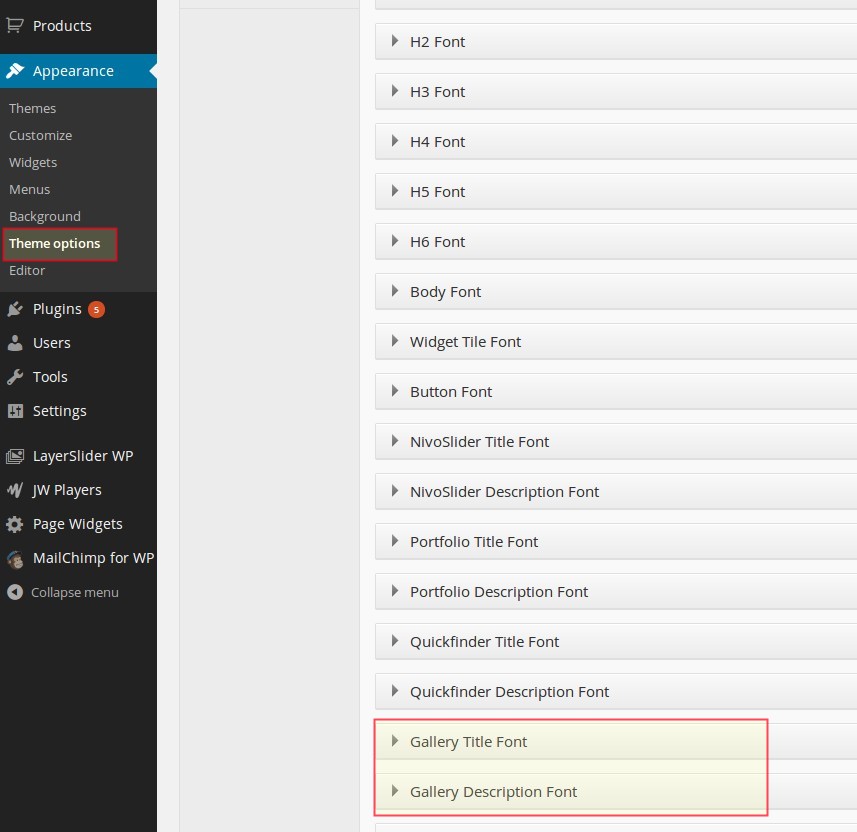 Products
Appearance
Themes
Customize
Widgets
Menus
Background
Theme options
Editor
Plugins 5
Users
Tools
Settings
LayerSlider WP
JW Players
Page Widgets
MailChimp for WP
Collapse menu
H2 Font
H3 Font
H4 Font
H5 Font
H6 Font
Body Font
Widget Tile Font
Button Font
NivoSlider Title Font
NivoSlider Description Font
Portfolio Title Font
Portfolio Description Font
Quickfinder Title Font
Quickfinder Description Font
Gallery Title Font
Gallery Description Font